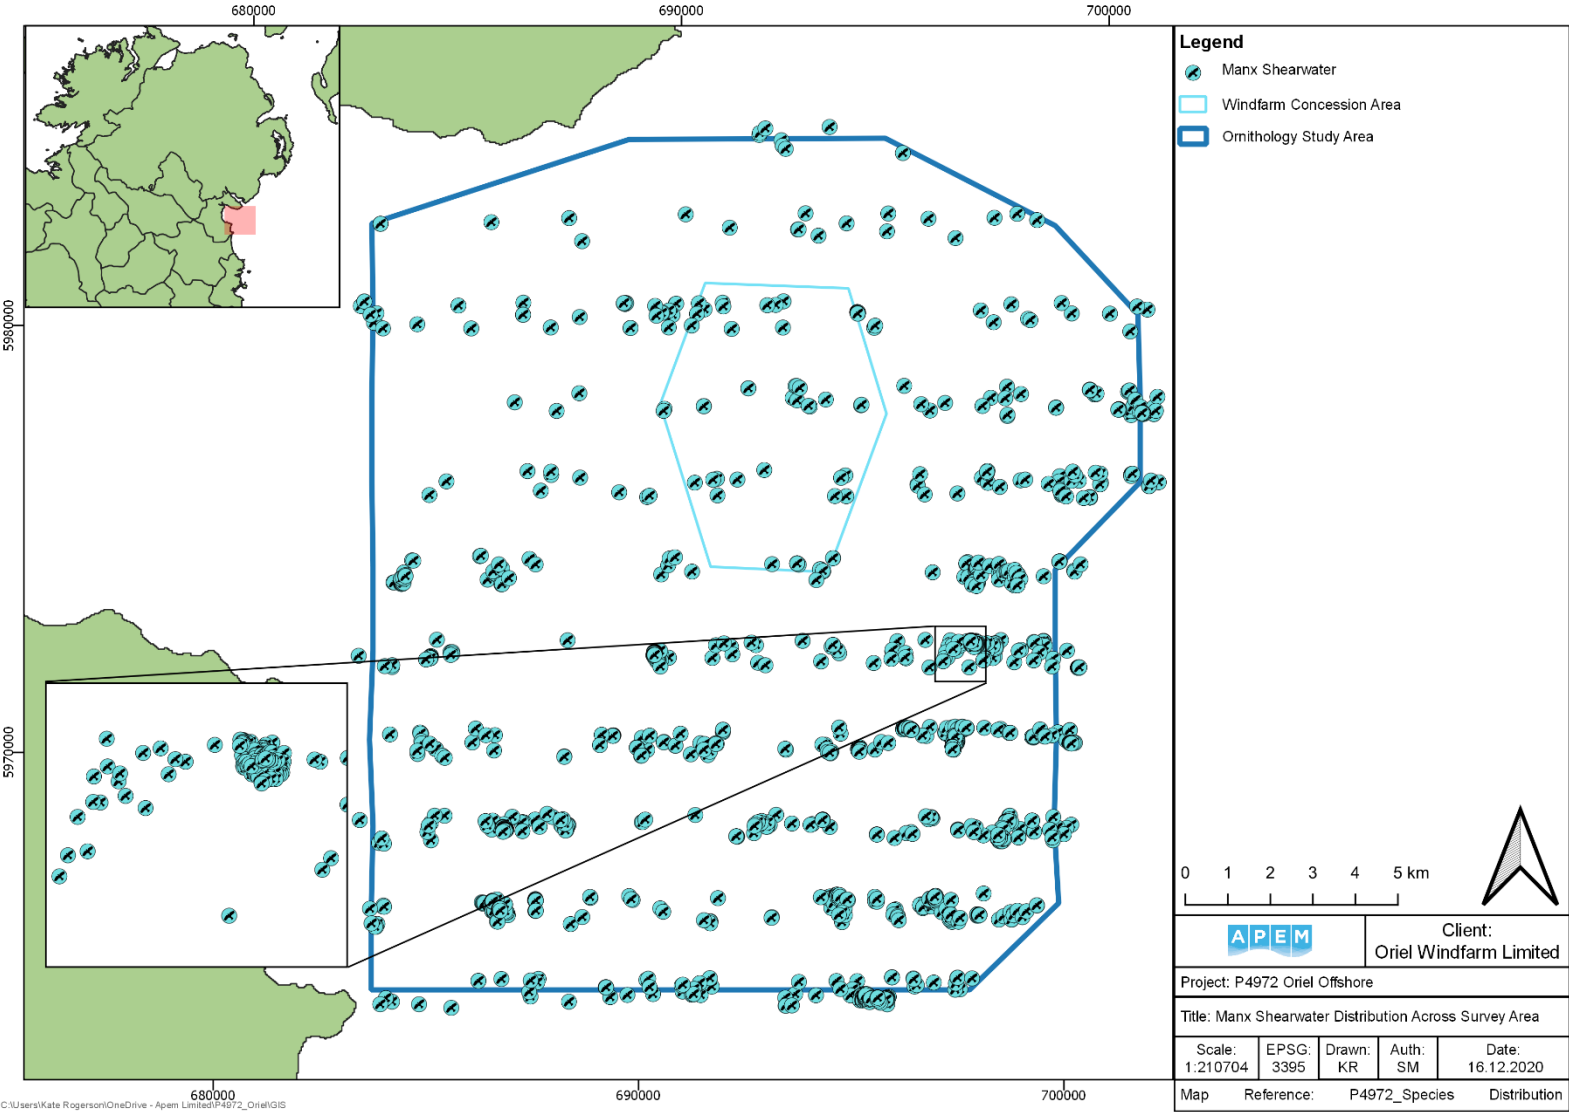 680000
690000
700000
5980000
5970000
680000
690000
700000
Legend
Manx Shearwater
Windfarm Concession Area
Ornithology Study Area
0 1 2 3 4 5 km
APEM
Client:
Oriel Windfarm Limited
Project: P4972 Oriel Offshore
Title: Manx Shearwater Distribution Across Survey Area
Scale:
1:210704
EPSG:
3395
Drawn:
KR
Auth:
SM
Date:
16.12.2020
Map Reference: P4972_Species Distribution
C:\Users\Kate Rogerson\OneDrive - Apem Limited\P4972_Oriel\GIS